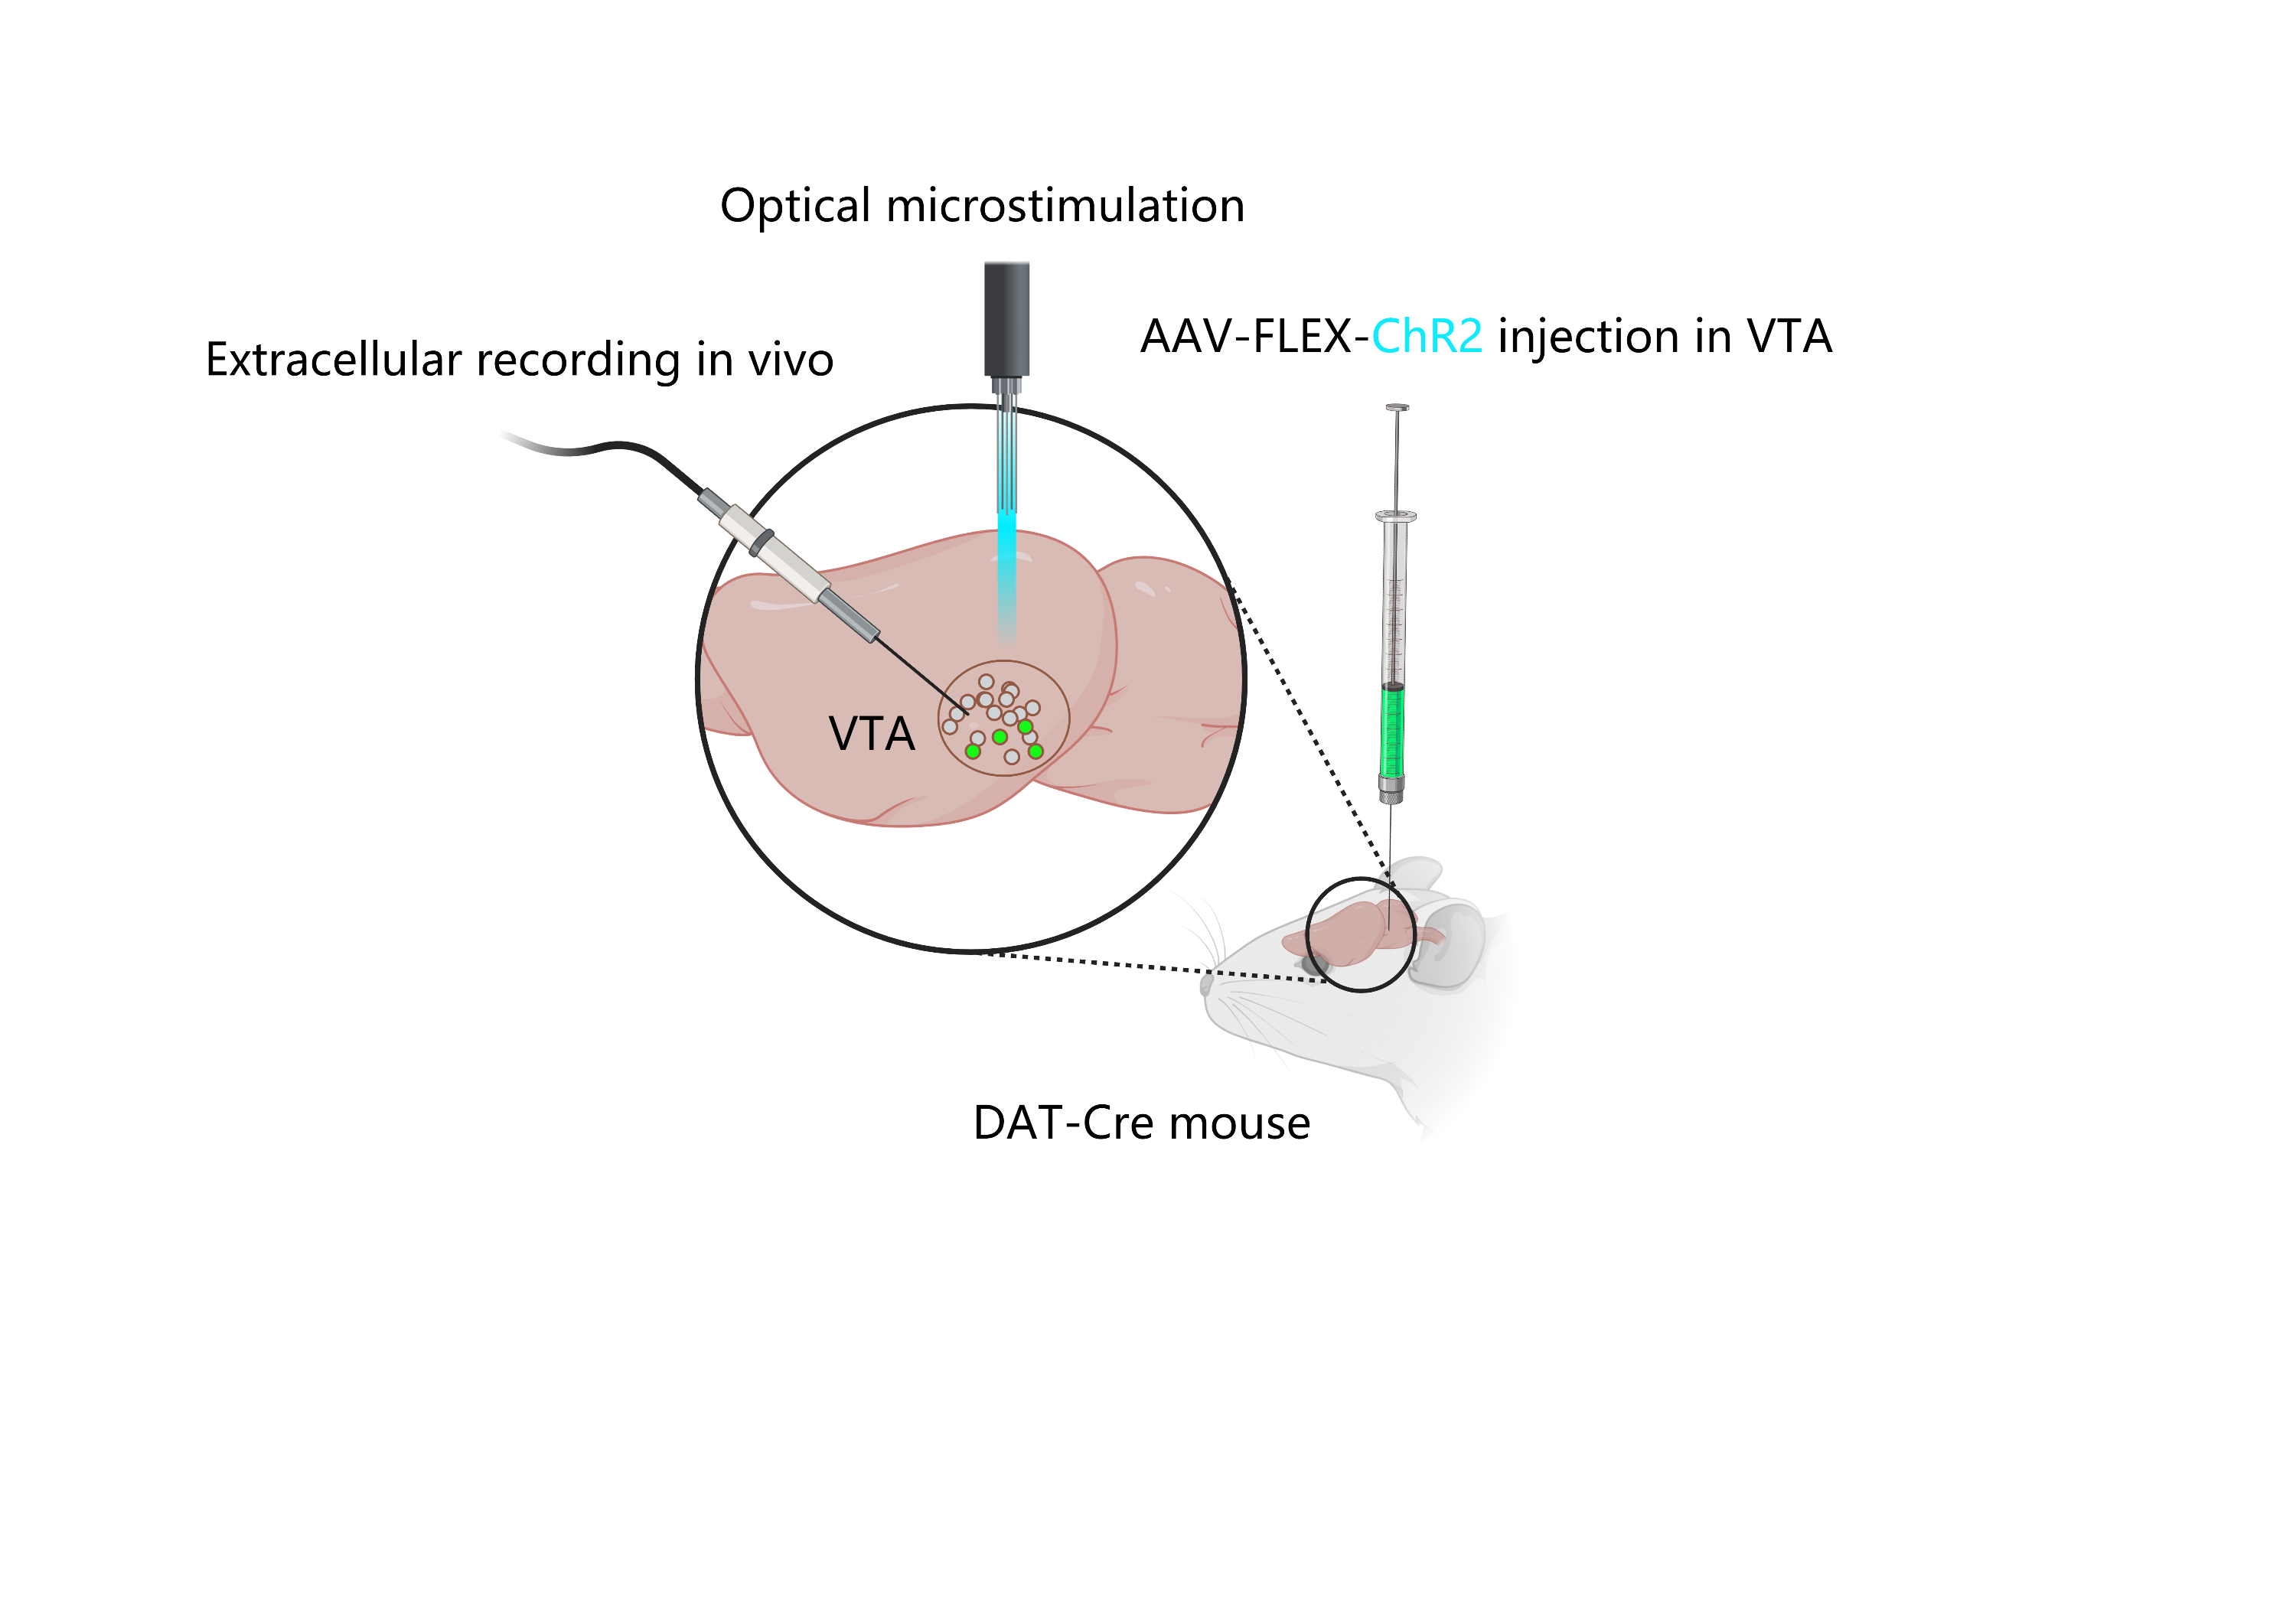 Optical microstimulation
AAV-FLEX-ChR2 injection in VTA
Extracellular recording in vivo
VTA
DAT-Cre mouse